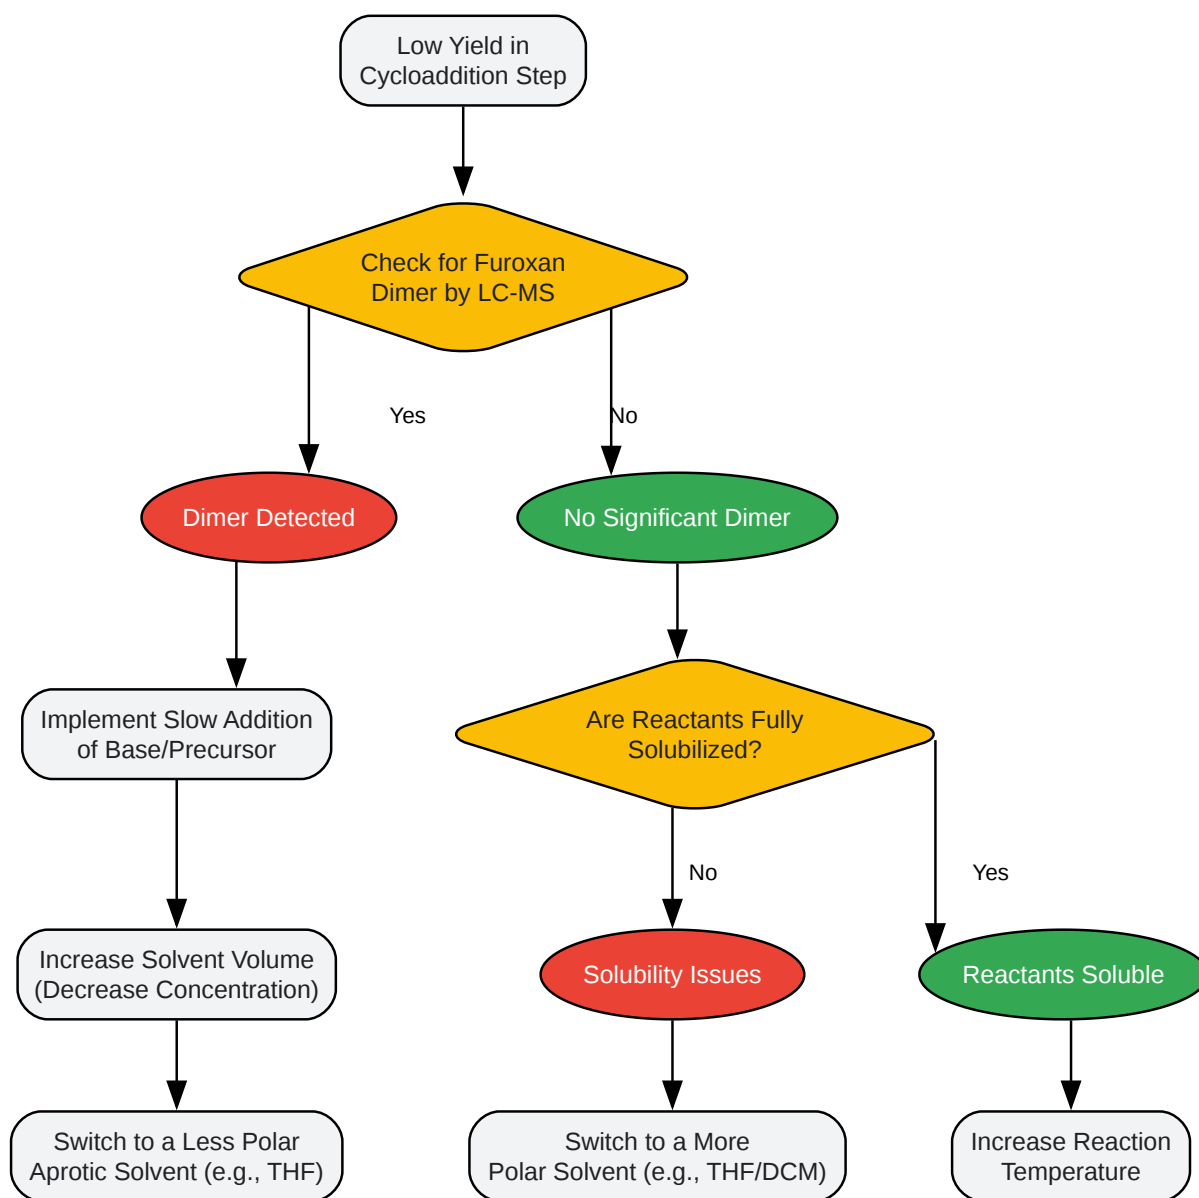 Low Yield in
Cycloaddition Step
Check for Furoxan
Dimer by LC-MS
Yes
No
Dimer Detected
No Significant Dimer
Implement Slow Addition
of Base/Precursor
Are Reactants Fully
Solubilized?
No
Yes
Increase Solvent Volume
(Decrease Concentration)
Solubility Issues
Reactants Soluble
Switch to a Less Polar
Aprotic Solvent (e.g., THF)
Switch to a More
Polar Solvent (e.g., THF/DCM)
Increase Reaction
Temperature